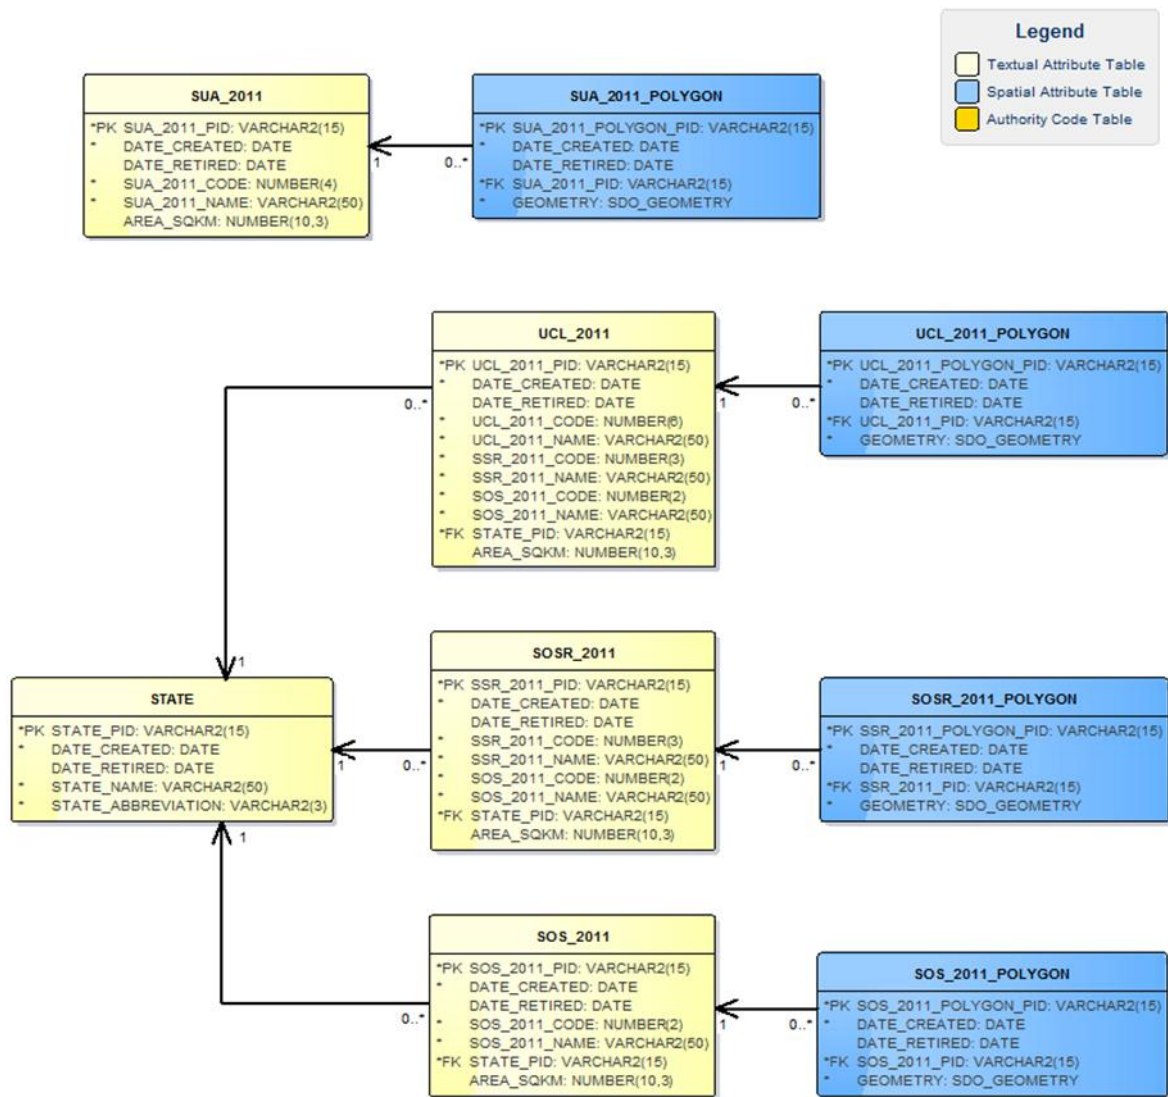 Legend
Textual Attribute Table
Spatial Attribute Table
Authority Code Table
SUA_2011
*PK SUA_2011_PID: VARCHAR2(15)
* DATE_CREATED: DATE
DATE_RETIRED: DATE
* SUA_2011_CODE: NUMBER(4)
* SUA_2011_NAME: VARCHAR2(50)
AREA_SQKM: NUMBER(10,3)
1
0..*
SUA_2011_POLYGON
*PK SUA_2011_POLYGON_PID: VARCHAR2(15)
* DATE_CREATED: DATE
DATE_RETIRED: DATE
*FK SUA_2011_PID: VARCHAR2(15)
* GEOMETRY: SDO_GEOMETRY
UCL_2011
*PK UCL_2011_PID: VARCHAR2(15)
* DATE_CREATED: DATE
DATE_RETIRED: DATE
* UCL_2011_CODE: NUMBER(6)
* UCL_2011_NAME: VARCHAR2(50)
* SSR_2011_CODE: NUMBER(3)
* SSR_2011_NAME: VARCHAR2(50)
* SOS_2011_CODE: NUMBER(2)
* SOS_2011_NAME: VARCHAR2(50)
*FK STATE_PID: VARCHAR2(15)
AREA_SQKM: NUMBER(10,3)
0..*
1
0..*
UCL_2011_POLYGON
*PK UCL_2011_POLYGON_PID: VARCHAR2(15)
* DATE_CREATED: DATE
DATE_RETIRED: DATE
*FK UCL_2011_PID: VARCHAR2(15)
* GEOMETRY: SDO_GEOMETRY
1
STATE
*PK STATE_PID: VARCHAR2(15)
* DATE_CREATED: DATE
DATE_RETIRED: DATE
* STATE_NAME: VARCHAR2(50)
* STATE_ABBREVIATION: VARCHAR2(3)
1
0..*
1
SOSR_2011
*PK SSR_2011_PID: VARCHAR2(15)
* DATE_CREATED: DATE
DATE_RETIRED: DATE
* SSR_2011_CODE: NUMBER(3)
* SSR_2011_NAME: VARCHAR2(50)
* SOS_2011_CODE: NUMBER(2)
* SOS_2011_NAME: VARCHAR2(50)
*FK STATE_PID: VARCHAR2(15)
AREA_SQKM: NUMBER(10,3)
1
0..*
SOSR_2011_POLYGON
*PK SSR_2011_POLYGON_PID: VARCHAR2(15)
* DATE_CREATED: DATE
DATE_RETIRED: DATE
*FK SSR_2011_PID: VARCHAR2(15)
* GEOMETRY: SDO_GEOMETRY
SOS_2011
*PK SOS_2011_PID: VARCHAR2(15)
* DATE_CREATED: DATE
DATE_RETIRED: DATE
* SOS_2011_CODE: NUMBER(2)
* SOS_2011_NAME: VARCHAR2(50)
*FK STATE_PID: VARCHAR2(15)
AREA_SQKM: NUMBER(10,3)
0..*
1
0..*
SOS_2011_POLYGON
*PK SOS_2011_POLYGON_PID: VARCHAR2(15)
* DATE_CREATED: DATE
DATE_RETIRED: DATE
*FK SOS_2011_PID: VARCHAR2(15)
* GEOMETRY: SDO_GEOMETRY